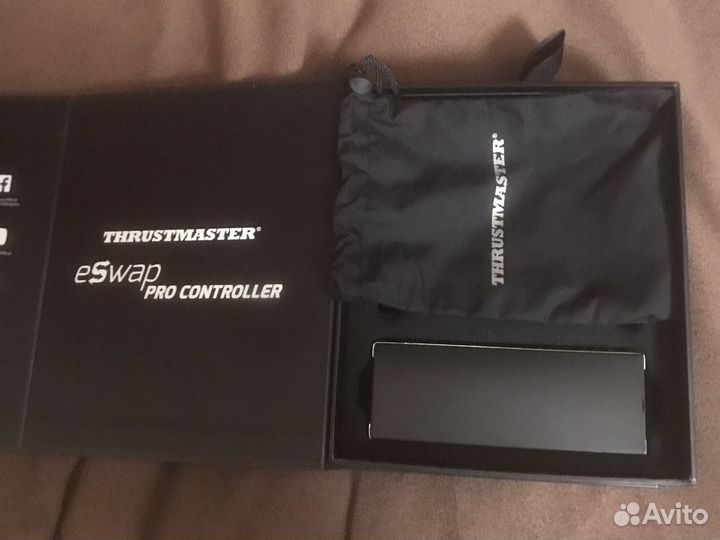 THRUSTMASTER®
eSwap
PRO CONTROLLER
THRUSTMASTER®
Avito